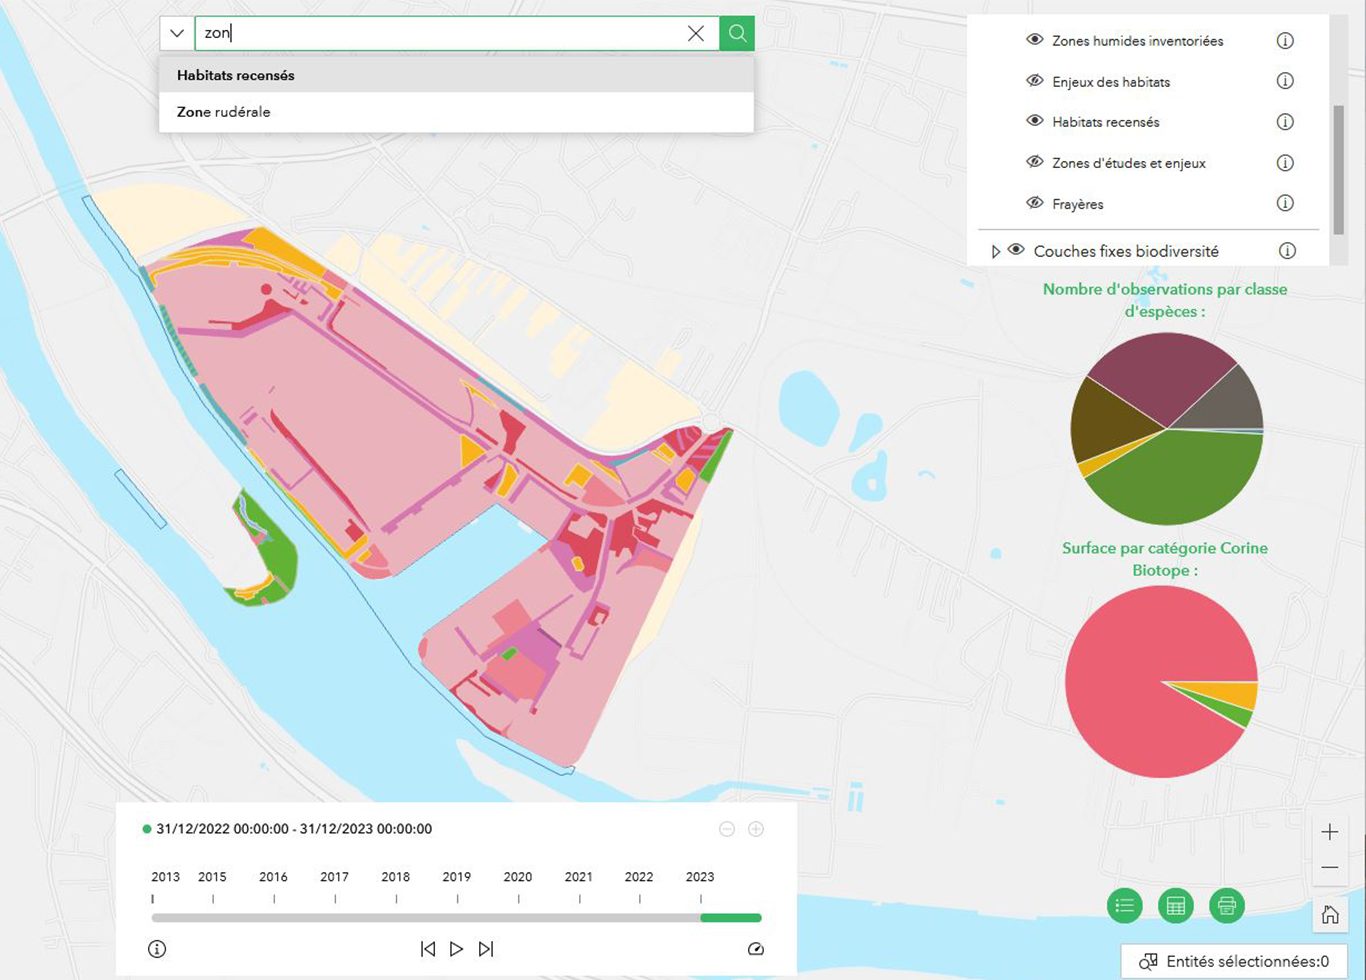 zon
Habitats recensés
Zone rudérale
Zones humides inventoriées
Enjeux des habitats
Habitats recensés
Zones d'études et enjeux
Frayères
Couches fixes biodiversité
Nombre d'observations par classe
d'espèces :
Surface par catégorie Corine
Biotope :
31/12/2022 00:00:00 - 31/12/2023 00:00:00
2013 2015 2016 2017 2018 2019 2020 2021 2022 2023
Entités sélectionnées:0